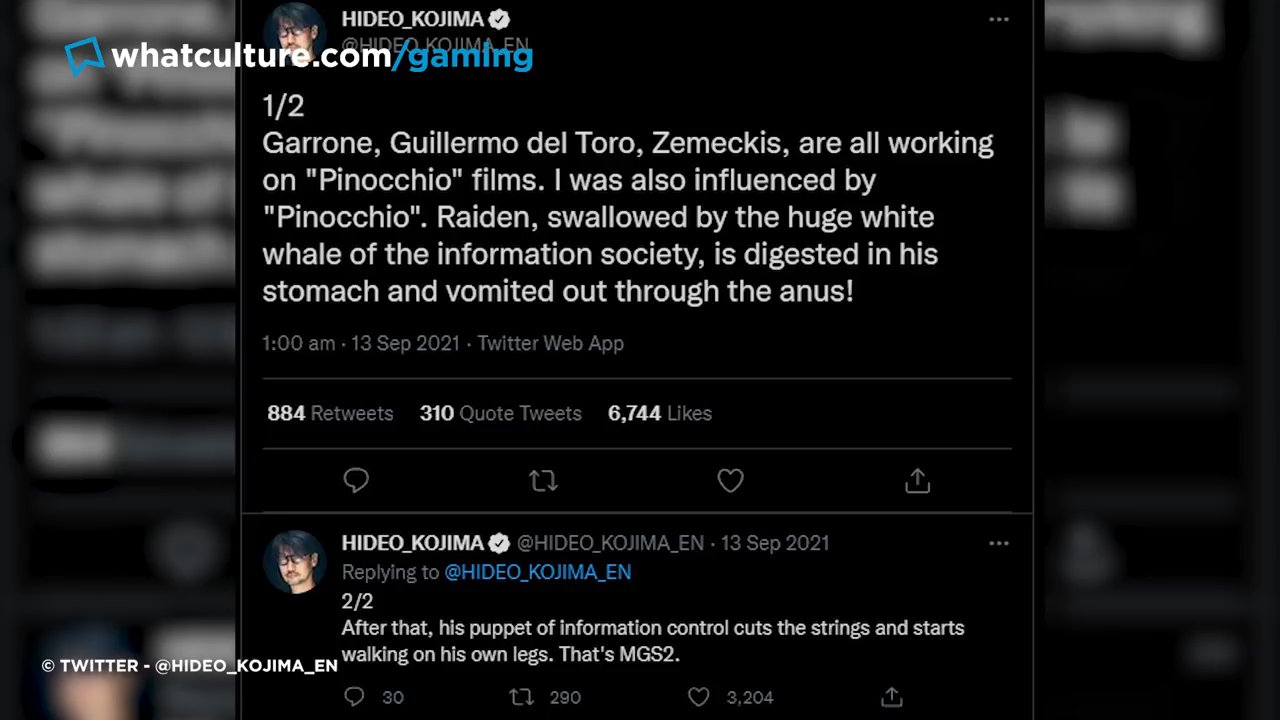 HIDEO_KOJIMA
@HIDEO_KOJIMA_EN
whatculture.com/gaming
1/2
Garrone, Guillermo del Toro, Zemeckis, are all working
on "Pinocchio" films. I was also influenced by
"Pinocchio". Raiden, swallowed by the huge white
whale of the information society, is digested in his
stomach and vomited out through the anus!
1:00 am · 13 Sep 2021 · Twitter Web App
884 Retweets 310 Quote Tweets 6,744 Likes
HIDEO_KOJIMA @HIDEO_KOJIMA_EN · 13 Sep 2021
Replying to @HIDEO_KOJIMA_EN
2/2
After that, his puppet of information control cuts the strings and starts
walking on his own legs. That's MGS2.
© TWITTER - @HIDEO_KOJIMA_EN
30 290 3,204